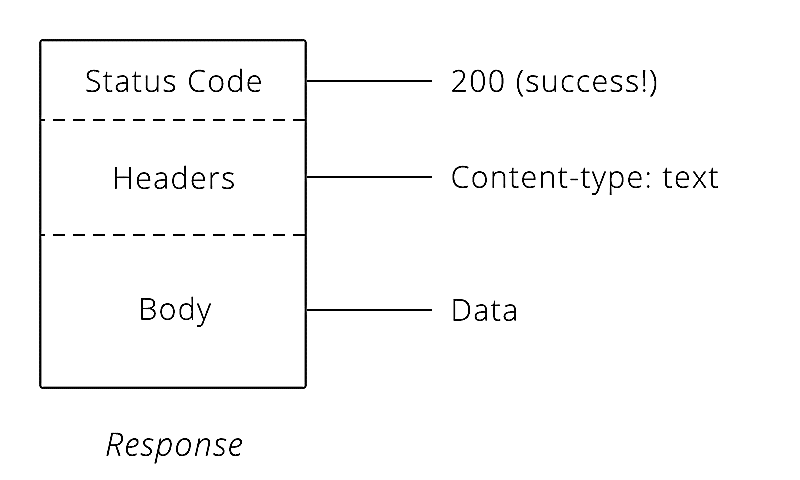 Status Code
200 (success!)
Headers
Content-type: text
Body
Data
Response